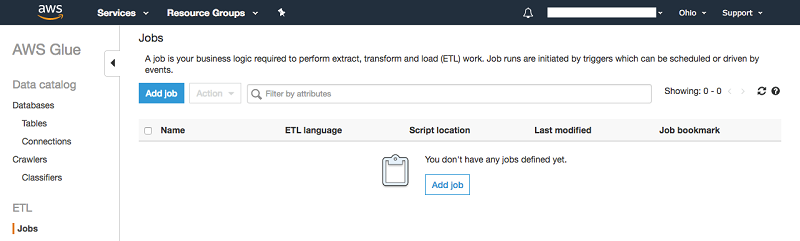 aws
Services
Resource Groups
Ohio
Support
AWS Glue
Data catalog
Databases
Tables
Connections
Crawlers
Classifiers
ETL
Jobs
Jobs
A job is your business logic required to perform extract, transform and load (ETL) work. Job runs are initiated by triggers which can be scheduled or driven by
events.
Add job
Action
Filter by attributes
Showing: 0 - 0
Name
ETL language
Script location
Last modified
Job bookmark
You don't have any jobs defined yet.
Add job